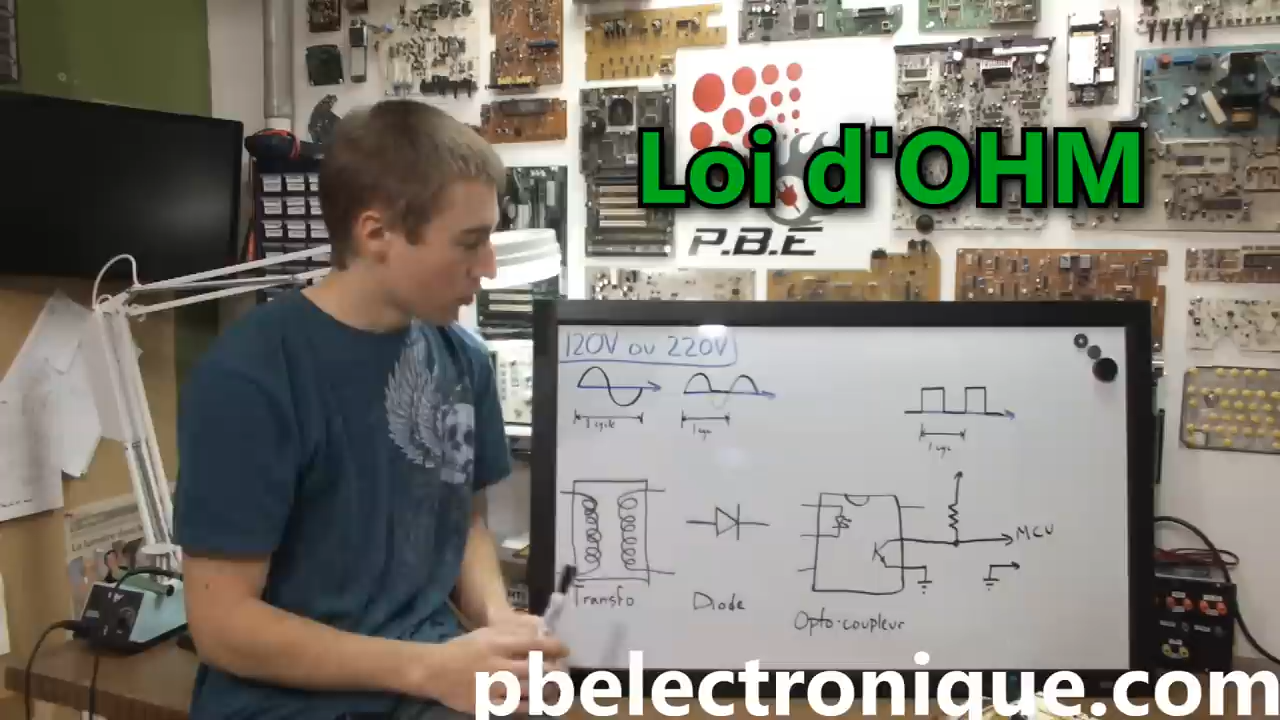 Loi d'OHM
P.B.E
120V ou 220V
1 cycle
Transfo
Diode
Opto-coupleur
MCU
pbelectronique.com